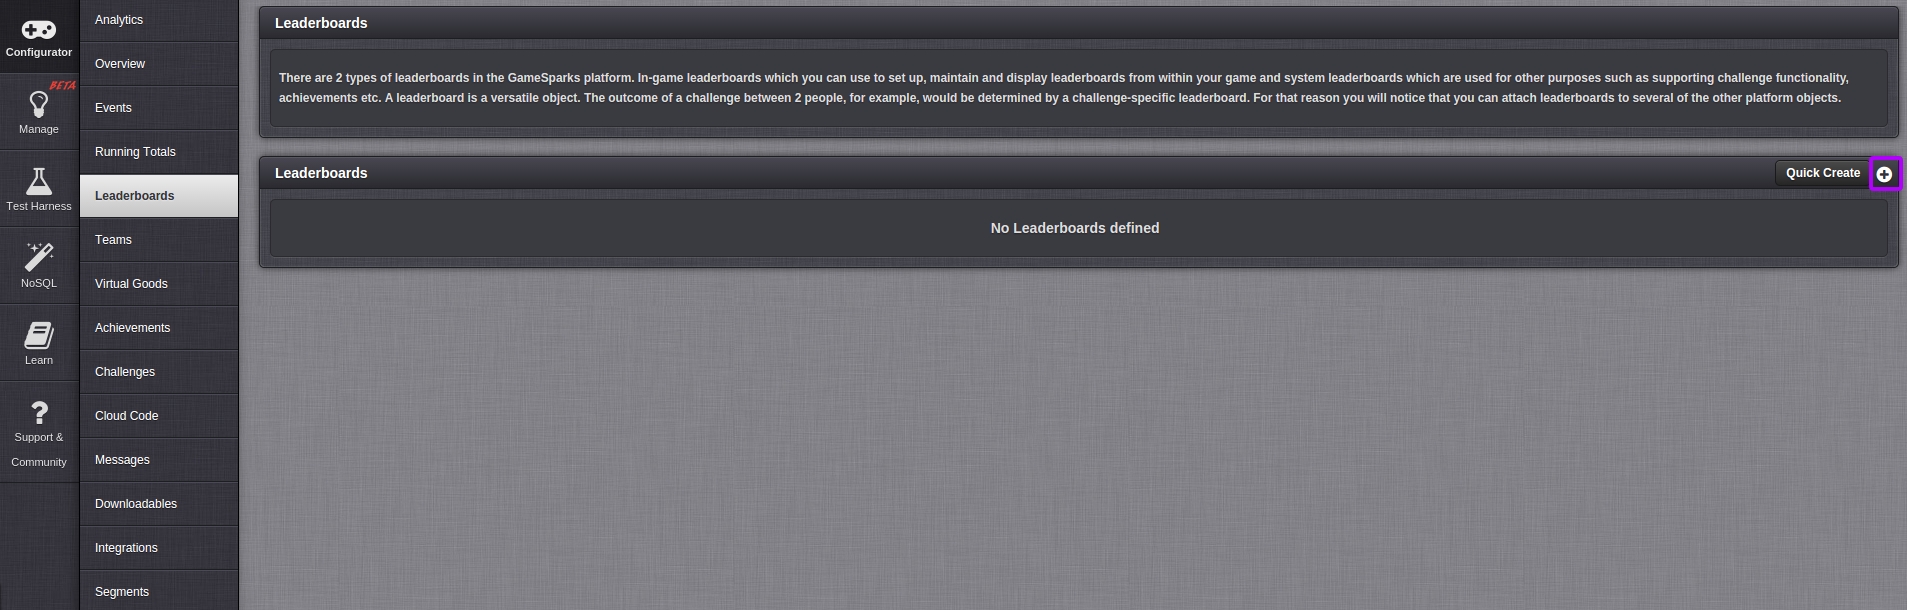 Configurator
BETA
Manage
Test Harness
NoSQL
Learn
Support &
Community
Analytics
Overview
Events
Running Totals
Leaderboards
Teams
Virtual Goods
Achievements
Challenges
Cloud Code
Messages
Downloadables
Integrations
Segments
Leaderboards
There are 2 types of leaderboards in the GameSparks platform. In-game leaderboards which you can use to set up, maintain and display leaderboards from within your game and system leaderboards which are used for other purposes such as supporting challenge functionality,
achievements etc. A leaderboard is a versatile object. The outcome of a challenge between 2 people, for example, would be determined by a challenge-specific leaderboard. For that reason you will notice that you can attach leaderboards to several of the other platform objects.
Leaderboards
Quick Create
No Leaderboards defined